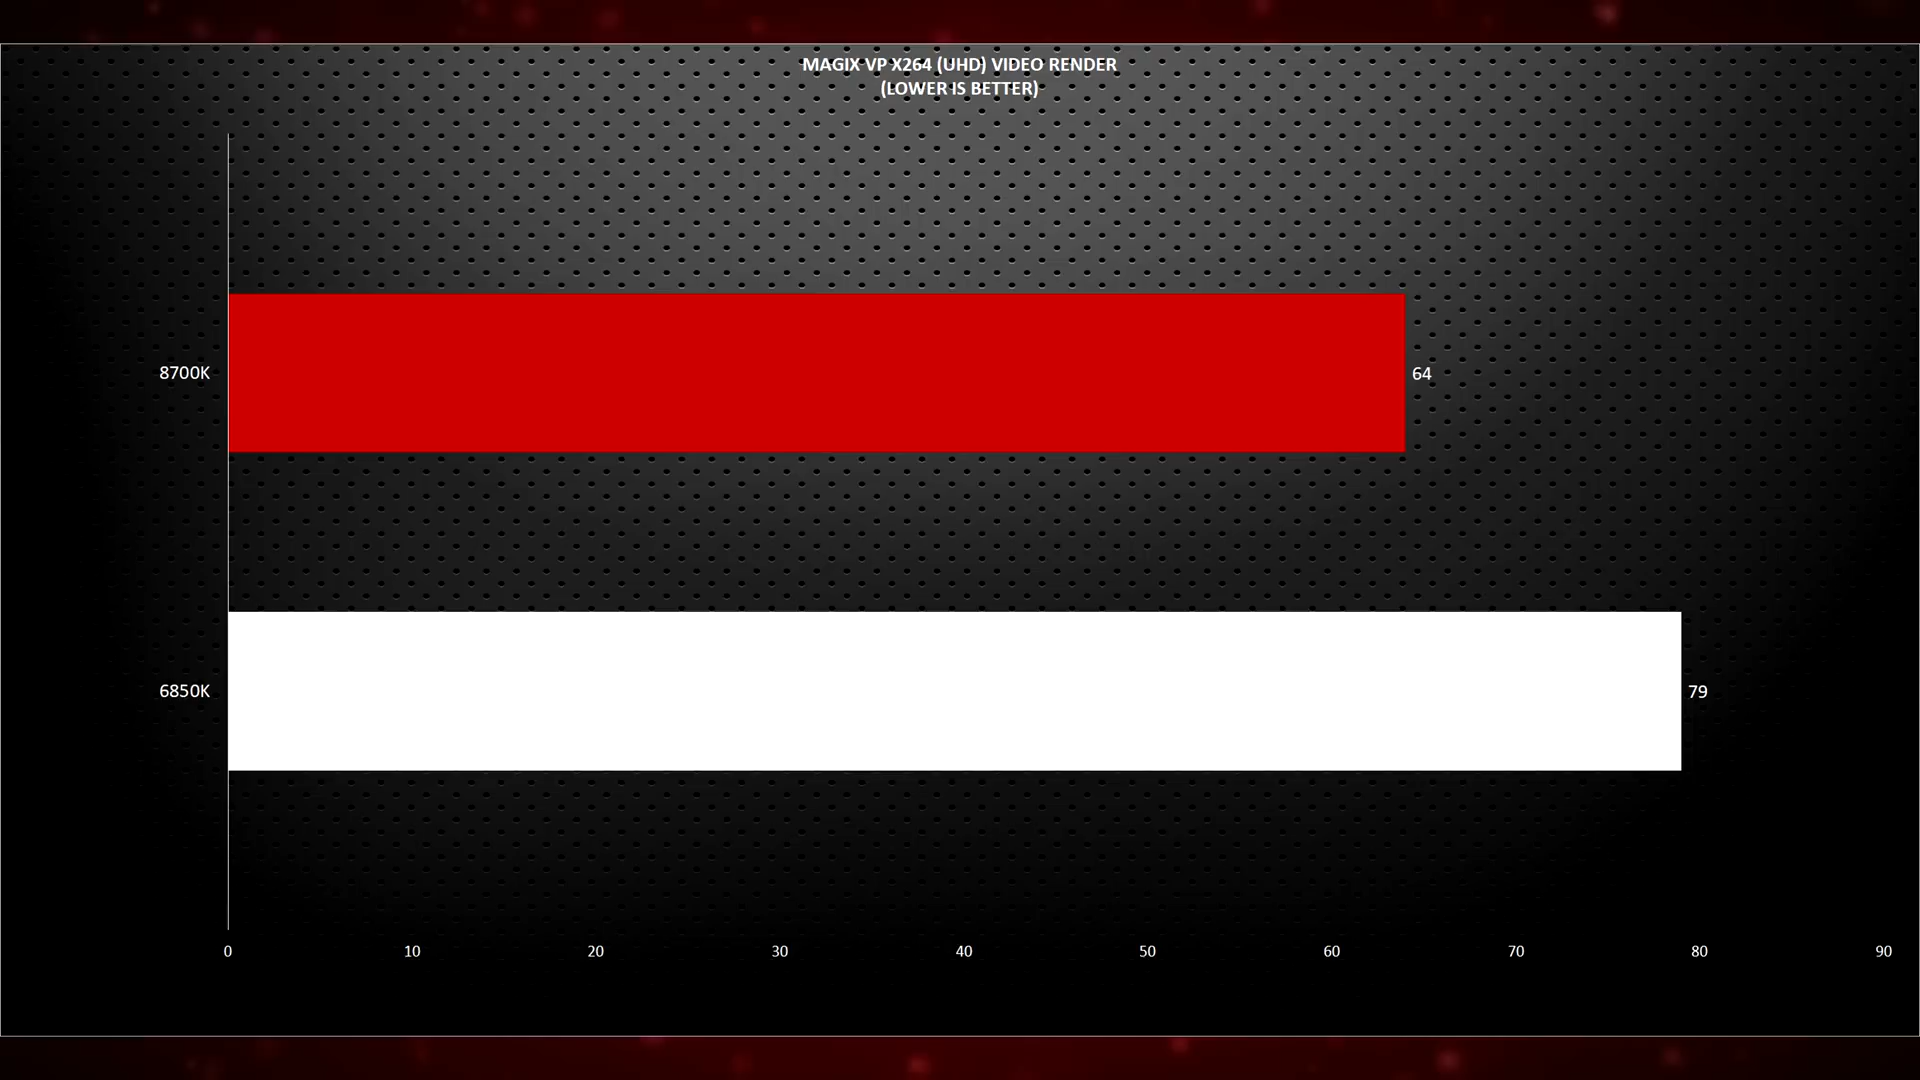 MAGIX VP X264 (UHD) VIDEO RENDER
(LOWER IS BETTER)
8700K
64
6850K
79
0 10 20 30 40 50 60 70 80 90